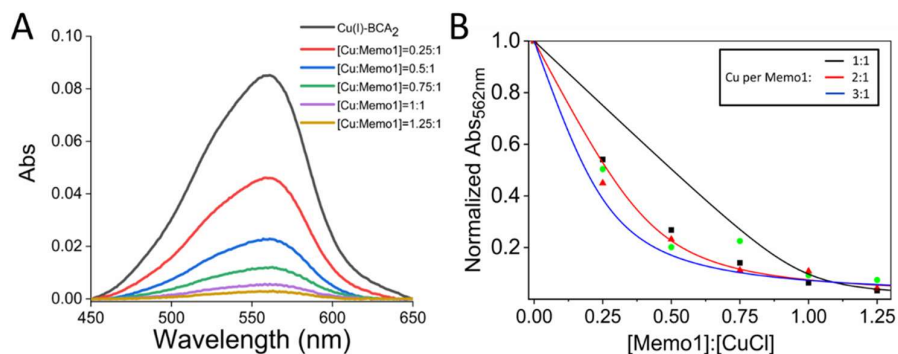 A
Abs
0.10
0.08
0.06
0.04
0.02
0.00
450
500
550
600
650
Wavelength (nm)
Cu(I)-BCA₂
[Cu:Memo1]=0.25:1
[Cu:Memo1]=0.5:1
[Cu:Memo1]=0.75:1
[Cu:Memo1]=1:1
[Cu:Memo1]=1.25:1
B
Normalized Abs₅₆₂ₙₘ
1.0
0.8
0.6
0.4
0.2
0.00
0.25
0.50
0.75
1.00
1.25
[Memo1]:[CuCl]
Cu per Memo1:
1:1
2:1
3:1